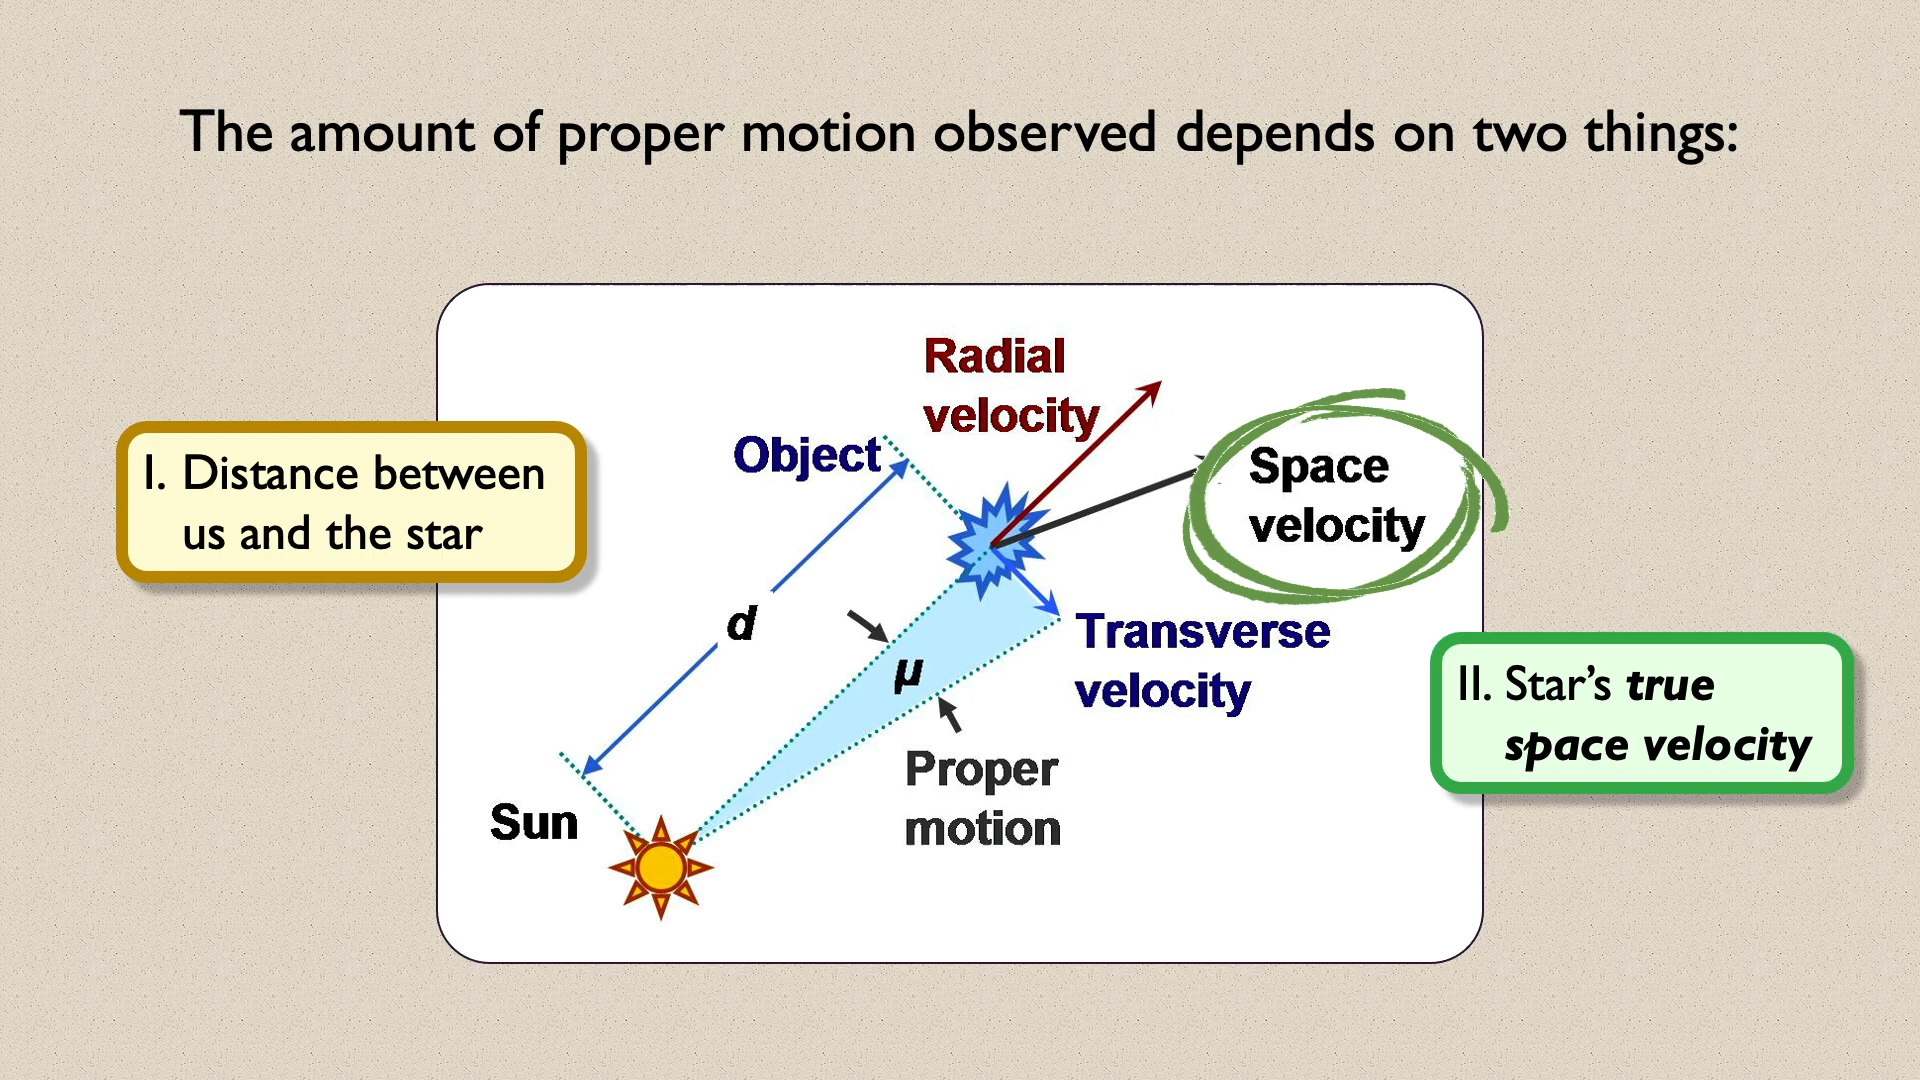 The amount of proper motion observed depends on two things:
Radial
velocity
Object
I. Distance between
us and the star
Space
velocity
d
μ
Transverse
velocity
II. Star’s true
space velocity
Proper
motion
Sun